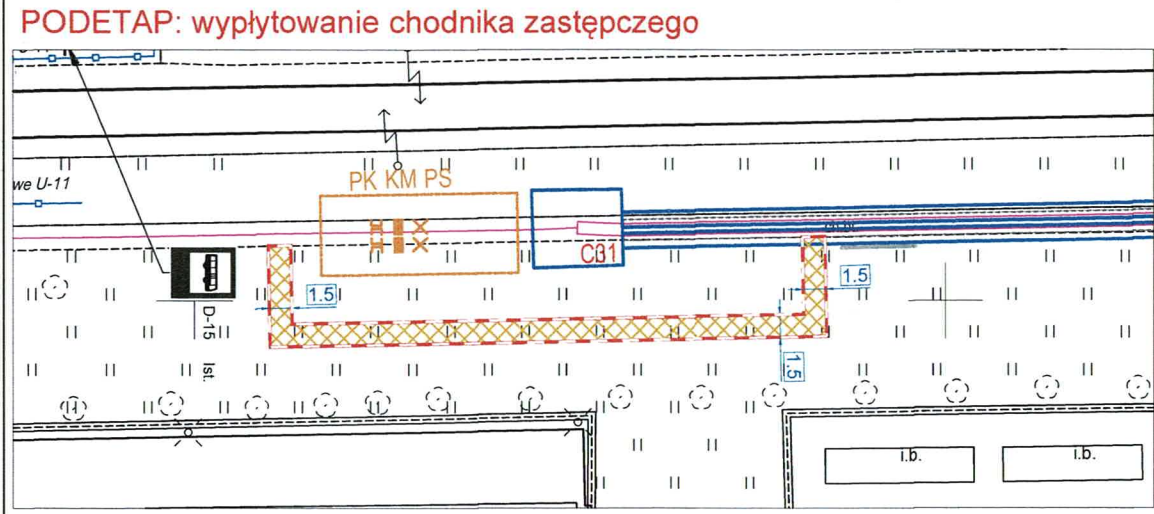 PODETAP: wypłytowanie chodnika zastępczego
we U-11
PK KM PS
CB1
1.5
1.5
D-15
Ist.
1.5
i.b.
i.b.